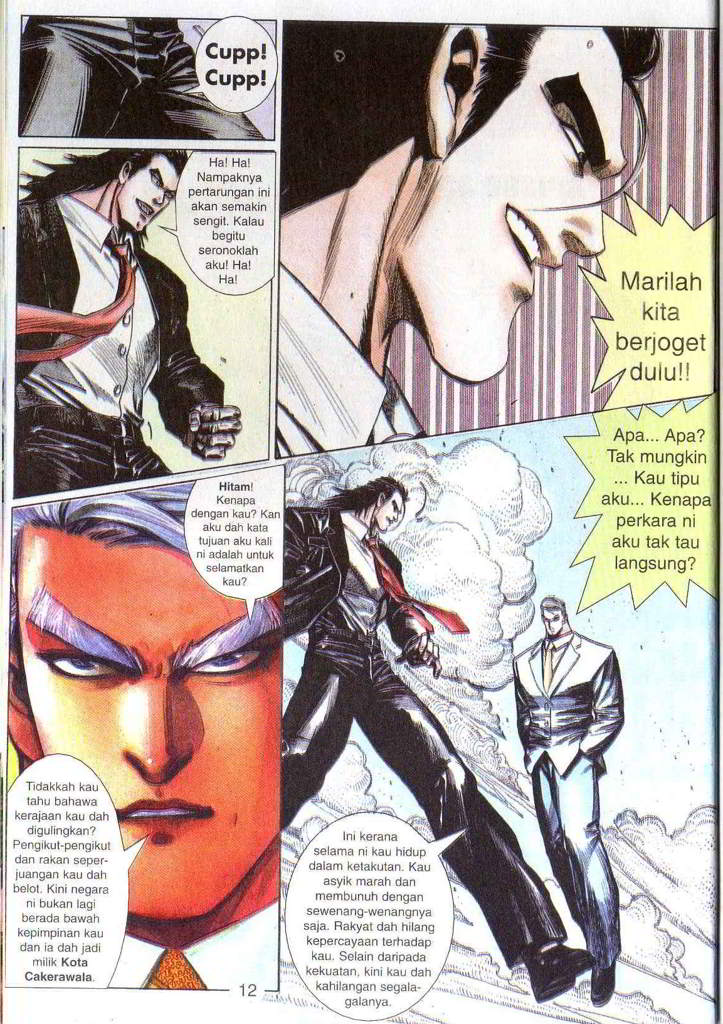 Cupp!
Cupp!
Ha! Ha!
Nampaknya
pertarungan ini
akan semakin
sengit. Kalau
begitu
seronoklah
aku! Ha!
Ha!
Marilah
kita
berjoget
dulu!!
Hitam!
Kenapa
dengan kau? Kan
aku dah kata
tujuan aku kali
ni adalah untuk
selamatkan
kau?
Apa... Apa?
Tak mungkin
... Kau tipu
aku... Kenapa
perkara ni
aku tak tau
langsung?
Tidakkah kau
tahu bahawa
kerajaan kau dah
digulingkan?
Pengikut-pengikut
dan rakan seper-
juangan kau dah
belot. Kini negara
ni bukan lagi
berada bawah
kepimpinan kau
dan ia dah jadi
milik Kota
Cakerawala.
Ini kerana
selama ni kau hidup
dalam ketakutan. Kau
asyik marah dan
membunuh dengan
sewenang-wenangnya
saja. Rakyat dah hilang
kepercayaan terhadap
kau. Selain daripada
kekuatan, kini kau dah
kahilangan segala-
galanya.
12